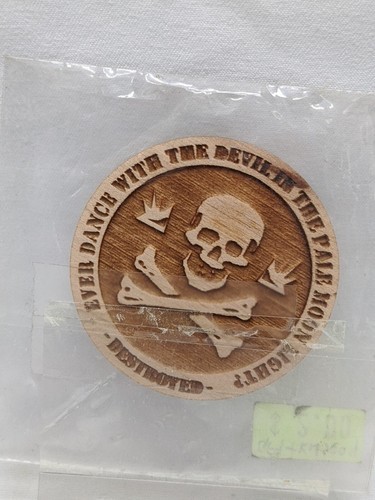 EVER DANCE WITH THE DEVIL IN THE PALE MOON LIGHT?
- DESTROYED -